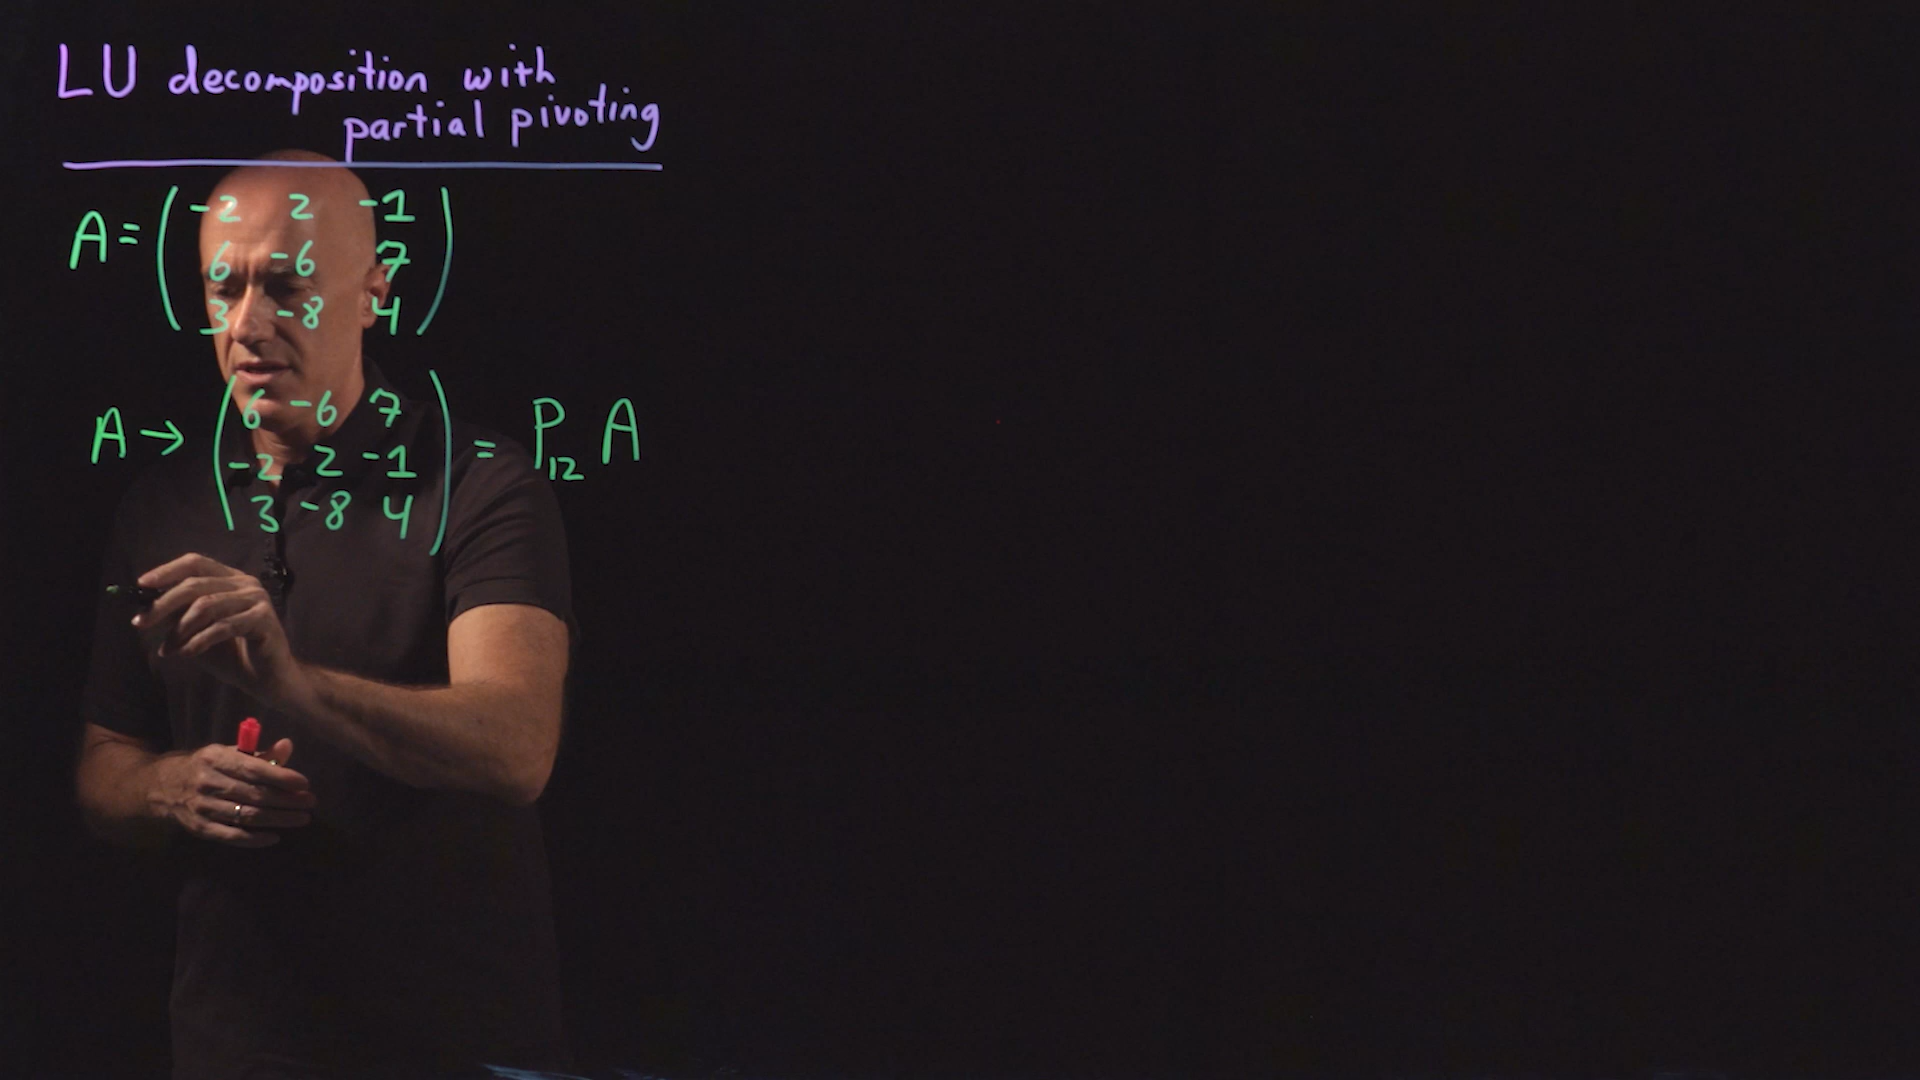 LU decomposition with
partial pivoting
A = ( -2 2 -1
6 -6 7
3 -8 4 )
A → ( 6 -6 7
-2 2 -1
3 -8 4 ) = P12 A